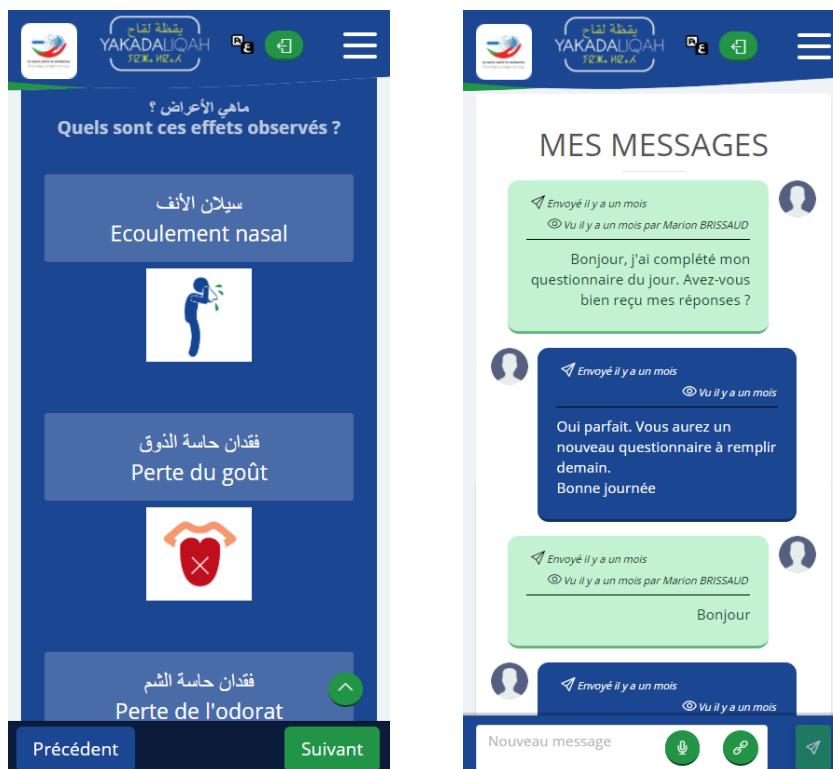 يقظة لقاح
YAKADALIQAH
ماهي الأعراض ؟
Quels sont ces effets observés ?
سيلان الأنف
Ecoulement nasal
فقدان حاسة الذوق
Perte du goût
فقدان حاسة الشم
Perte de l'odorat
Précédent
Suivant
يقظة لقاح
YAKADALIQAH
MES MESSAGES
Envoyé il y a un mois
Vu il y a un mois par Marion BRISSAUD
Bonjour, j'ai complété mon
questionnaire du jour. Avez-vous
bien reçu mes réponses ?
Envoyé il y a un mois
Vu il y a un mois
Oui parfait. Vous aurez un
nouveau questionnaire à remplir
demain.
Bonne journée
Envoyé il y a un mois
Vu il y a un mois par Marion BRISSAUD
Bonjour
Envoyé il y a un mois
Vu il y a un mois
Nouveau message